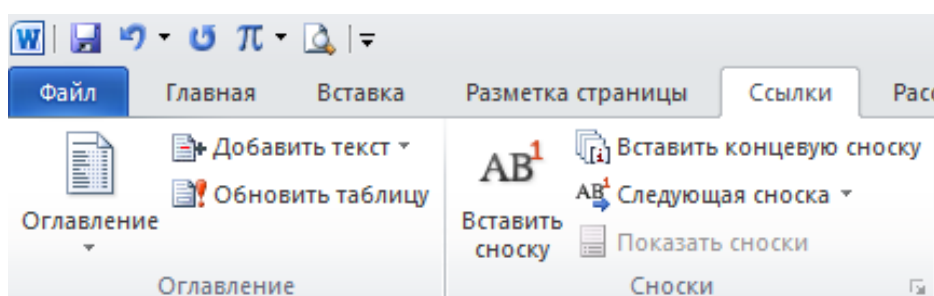 W
π
Файл Главная Вставка Разметка страницы Ссылки
Добавить текст
Обновить таблицу
Оглавление
Оглавление
AB¹
Вставить сноску
Вставить концевую сноску
AB¹ Следующая сноска
Показать сноски
Сноски